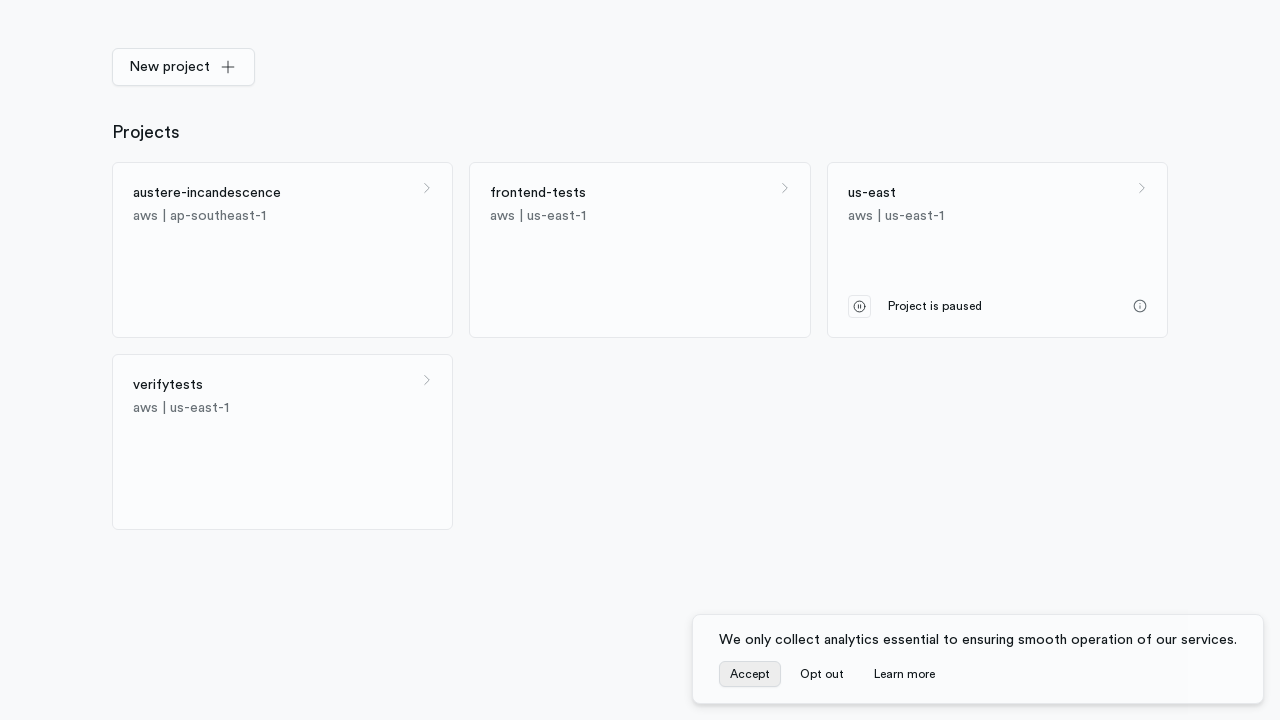 New project
Projects
austere-incandescence
aws | ap-southeast-1
frontend-tests
aws | us-east-1
us-east
aws | us-east-1
Project is paused
verifytests
aws | us-east-1
We only collect analytics essential to ensuring smooth operation of our services.
Accept Opt out Learn more